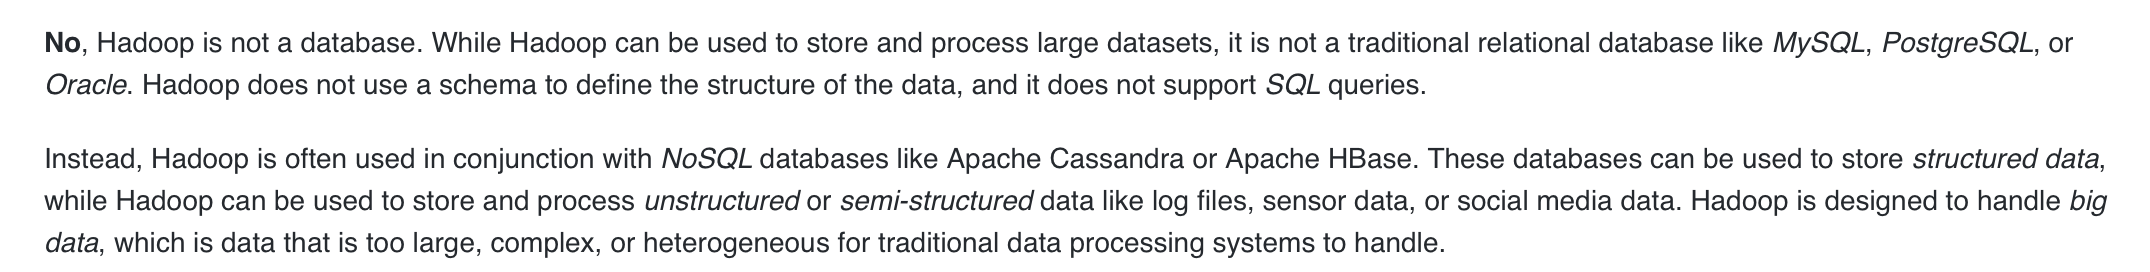 No, Hadoop is not a database. While Hadoop can be used to store and process large datasets, it is not a traditional relational database like MySQL, PostgreSQL, or
Oracle. Hadoop does not use a schema to define the structure of the data, and it does not support SQL queries.
Instead, Hadoop is often used in conjunction with NoSQL databases like Apache Cassandra or Apache HBase. These databases can be used to store structured data,
while Hadoop can be used to store and process unstructured or semi-structured data like log files, sensor data, or social media data. Hadoop is designed to handle big
data, which is data that is too large, complex, or heterogeneous for traditional data processing systems to handle.